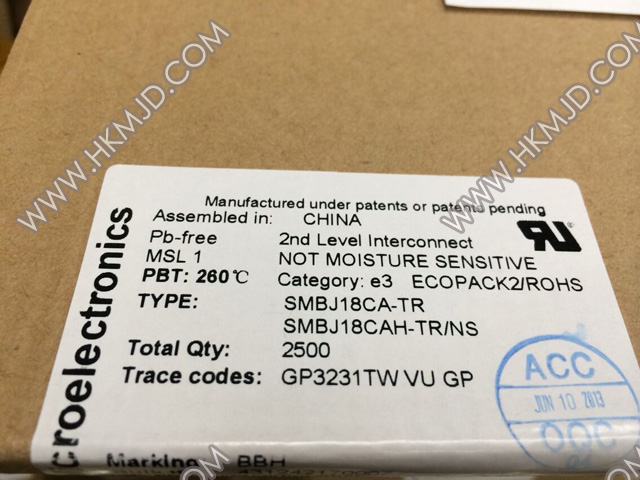 WWW.HKMJD.COM
WWW.HKMJD.COM
WWW.HKMJD.COM
croelectronics
Manufactured under patents or patents pending
Assembled in: CHINA
Pb-free 2nd Level Interconnect
MSL 1 NOT MOISTURE SENSITIVE
PBT: 260℃ Category: e3 ECOPACK2/ROHS
TYPE: SMBJ18CA-TR
SMBJ18CAH-TR/NS
Total Qty: 2500
Trace codes: GP3231TW VU GP
Marking BBH
ACC
JUN 10 2013
OQC